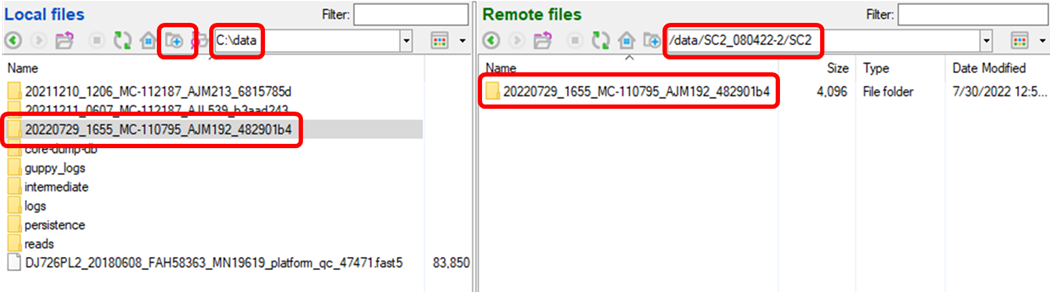 Local files
Filter:
C:\data
Name
20211210_1206_MC-112187_AJM213_6815785d
20211211_0607_MC-112187_AJL539_b3aad243
20220729_1655_MC-110795_AJM192_482901b4
core-dump-db
guppy_logs
intermediate
logs
persistence
reads
DJ726PL2_20180608_FAH58363_MN19619_platform_qc_47471.fast5 83,850
Remote files
Filter:
/data/SC2_080422-2/SC2
Name Size Type Date Modified
20220729_1655_MC-110795_AJM192_482901b4 4,096 File folder 7/30/2022 12:5...